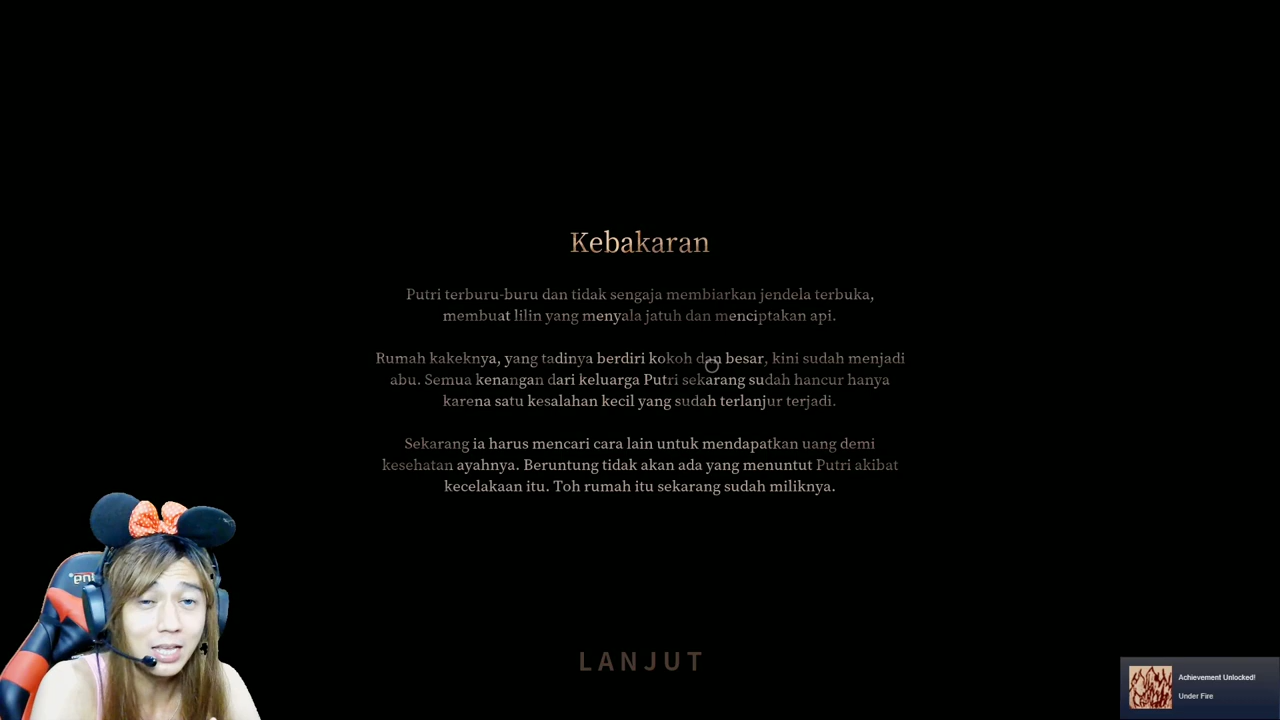 Kebakaran
Putri terburu-buru dan tidak sengaja membiarkan jendela terbuka,
membuat lilin yang menyala jatuh dan menciptakan api.
Rumah kakeknya, yang tadinya berdiri kokoh dan besar, kini sudah menjadi
abu. Semua kenangan dari keluarga Putri sekarang sudah hancur hanya
karena satu kesalahan kecil yang sudah terlanjur terjadi.
Sekarang ia harus mencari cara lain untuk mendapatkan uang demi
kesehatan ayahnya. Beruntung tidak akan ada yang menuntut Putri akibat
kecelakaan itu. Toh rumah itu sekarang sudah miliknya.
LANJUT
Achievement Unlocked!
Under Fire